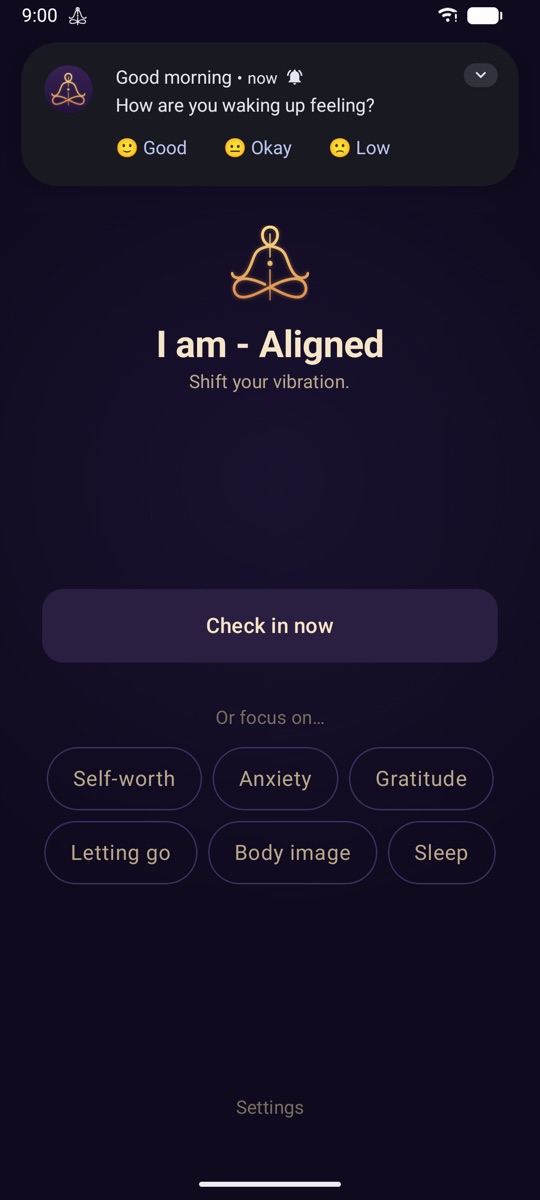 9:00
Good morning • now
How are you waking up feeling?
🙂 Good 😐 Okay 🙁 Low
I am - Aligned
Shift your vibration.
Check in now
Or focus on…
Self-worth Anxiety Gratitude
Letting go Body image Sleep
Settings